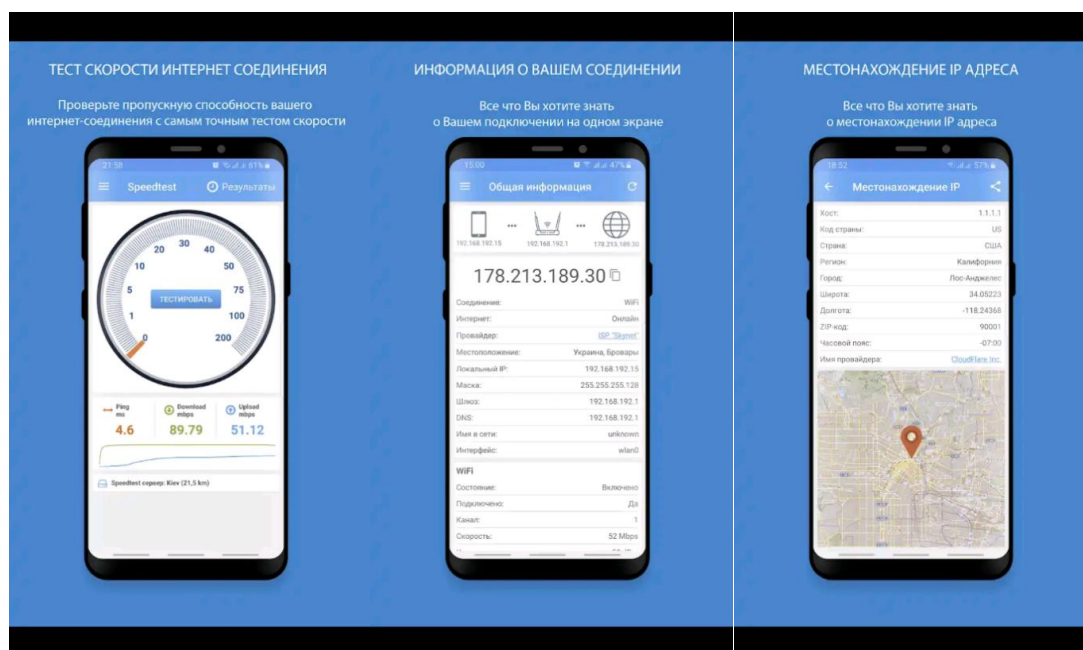 ТЕСТ СКОРОСТИ ИНТЕРНЕТ СОЕДИНЕНИЯ
Проверьте пропускную способность вашего
интернет-соединения с самым точным тестом скорости
21:58
51%
Speedtest
Результаты
20 30 40
10 50
5 75
ТЕСТИРОВАТЬ
1 100
0 200
Ping
ms
4.6
Download
mbps
89.79
Upload
mbps
51.12
Speedtest сервер: Kiev (21,5 km)
ИНФОРМАЦИЯ О ВАШЕМ СОЕДИНЕНИИ
Все что Вы хотите знать
о Вашем подключении на одном экране
15:00
47%
Общая информация
192.168.192.15 192.168.192.1 178.213.189.30
178.213.189.30
Соединение: WiFi
Интернет: Онлайн
Провайдер: ISP "Skynet"
Местоположение: Украина, Бровары
Локальный IP: 192.168.192.15
Маска: 255.255.255.128
Шлюз: 192.168.192.1
DNS: 192.168.192.1
Имя в сети: unknown
Интерфейс: wlan0
WiFi
Состояние: Включено
Подключено: Да
Канал: 1
Скорость: 52 Mbps
МЕСТОНАХОЖДЕНИЕ IP АДРЕСА
Все что Вы хотите знать
о местонахождении IP адреса
18:52
57%
Местонахождение IP
Хост: 1.1.1.1
Код страны: US
Страна: США
Регион: Калифорния
Город: Лос-Анджелес
Широта: 34.05223
Долгота: -118.24368
ZIP-код: 90001
Часовой пояс: -07:00
Имя провайдера: CloudFlare Inc.